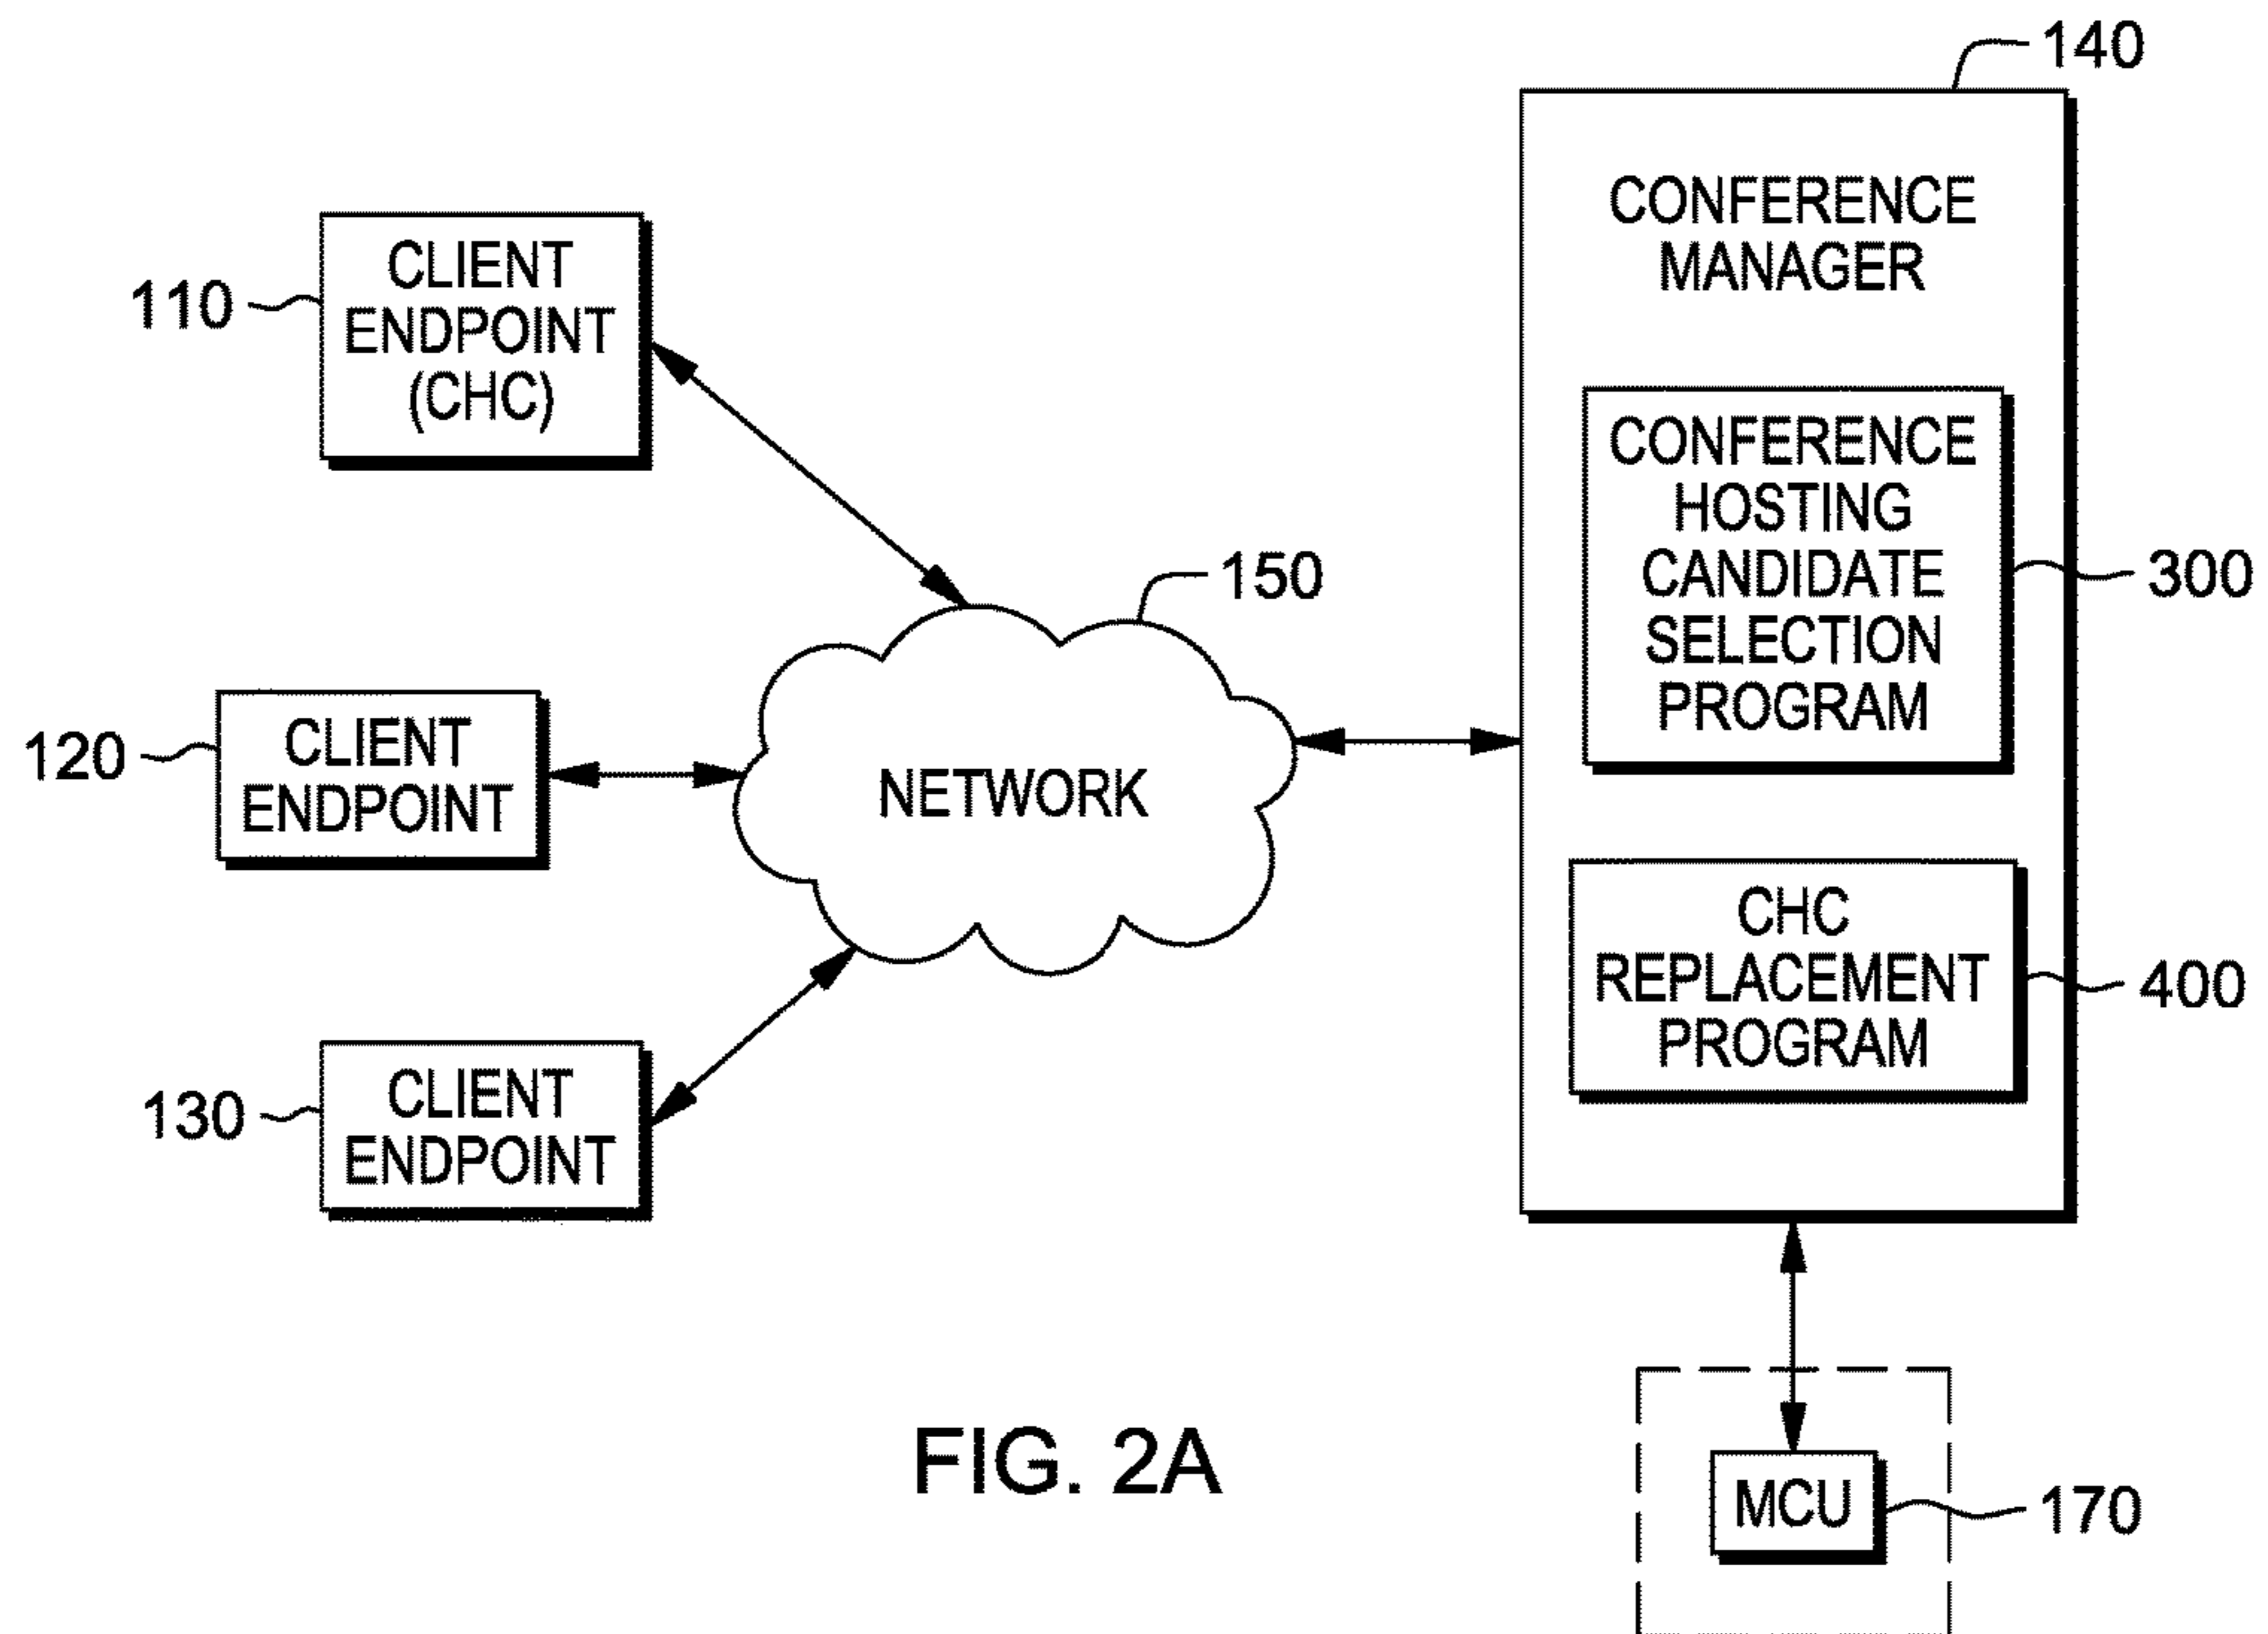 140
CONFERENCE
MANAGER
110
CLIENT
ENDPOINT
(CHC)
CONFERENCE
HOSTING
CANDIDATE
SELECTION
PROGRAM
300
150
120
CLIENT
ENDPOINT
NETWORK
CHC
REPLACEMENT
PROGRAM
400
130
CLIENT
ENDPOINT
FIG. 2A
MCU
170